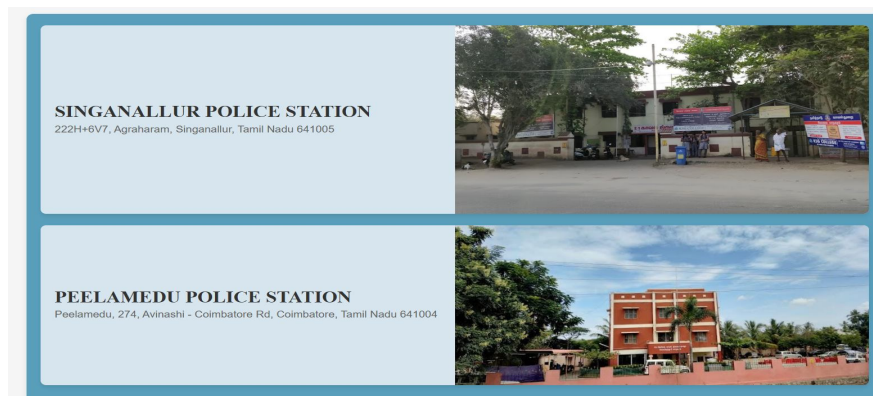 SINGANALLUR POLICE STATION
222H+6V7, Agraharam, Singanallur, Tamil Nadu 641005
PEELAMEDU POLICE STATION
Peelamedu, 274, Avinashi - Coimbatore Rd, Coimbatore, Tamil Nadu 641004